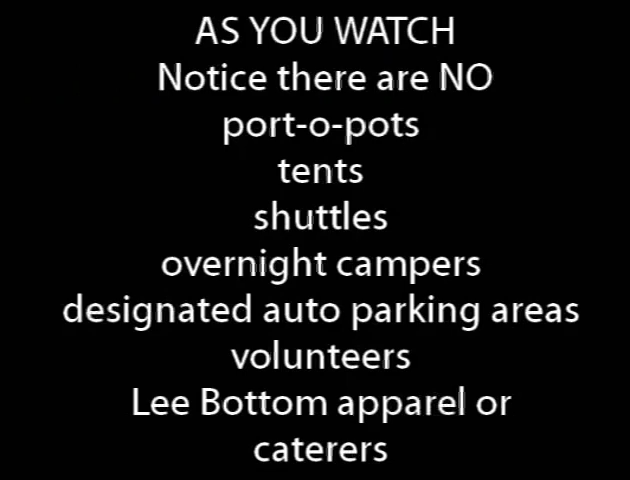 AS YOU WATCH
Notice there are NO
port-o-pots
tents
shuttles
overnight campers
designated auto parking areas
volunteers
Lee Bottom apparel or
caterers